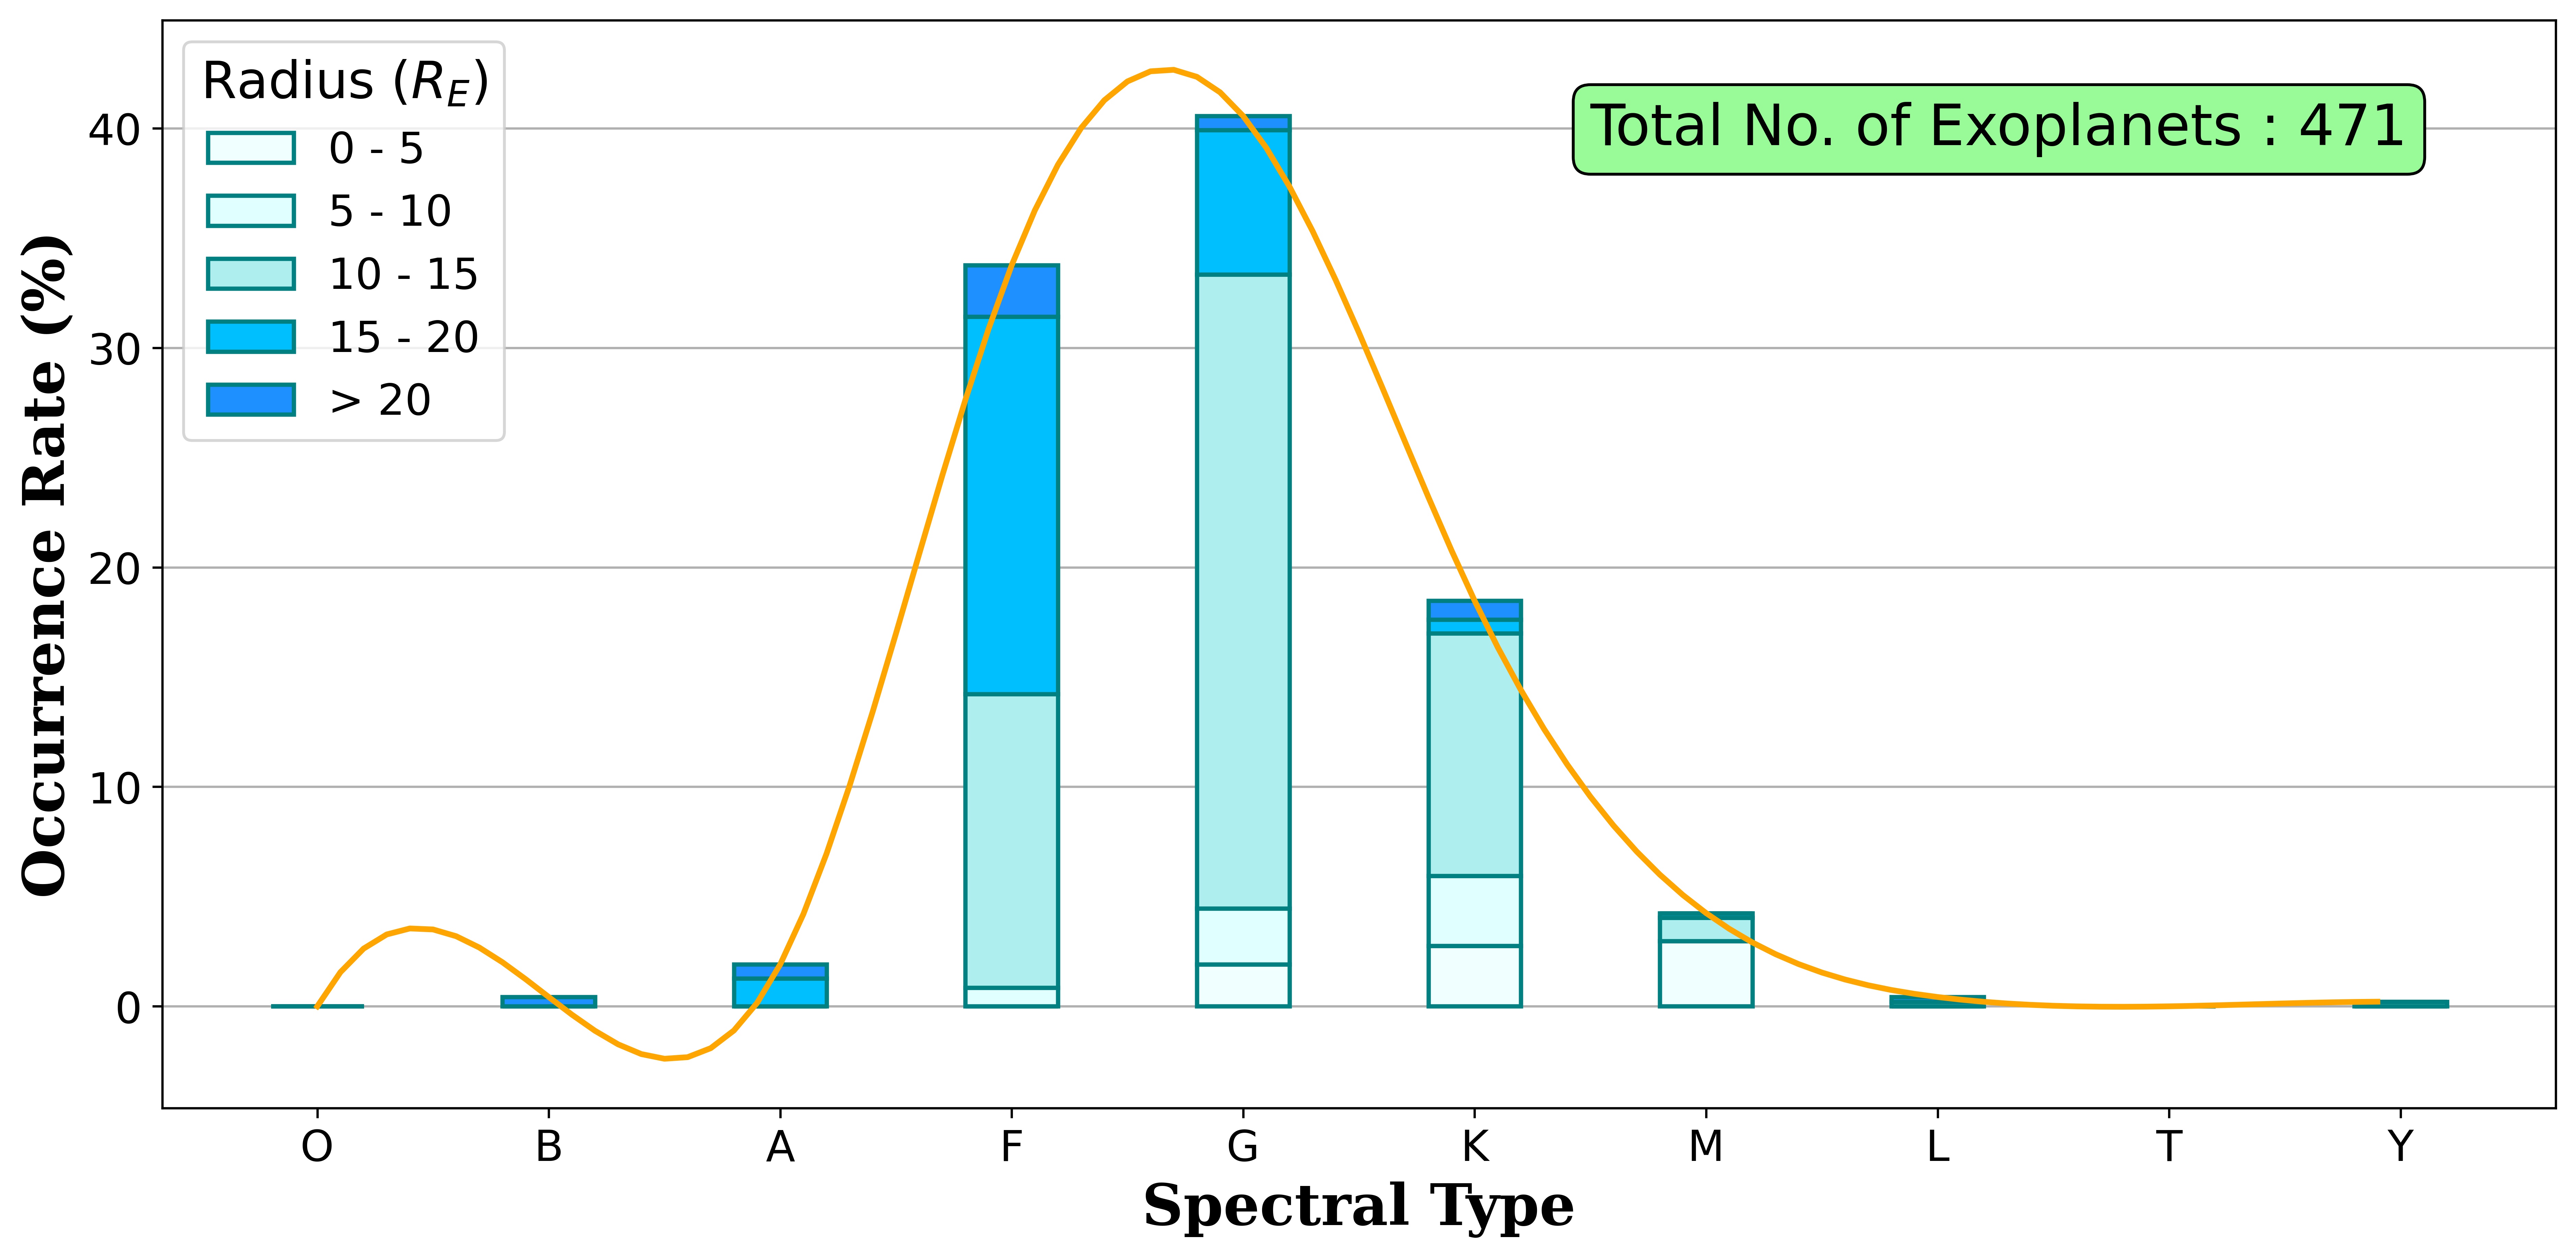 Radius (R_E)
0 - 5
5 - 10
10 - 15
15 - 20
> 20
Total No. of Exoplanets : 471
Occurrence Rate (%)
40
30
20
10
0
O B A F G K M L T Y
Spectral Type